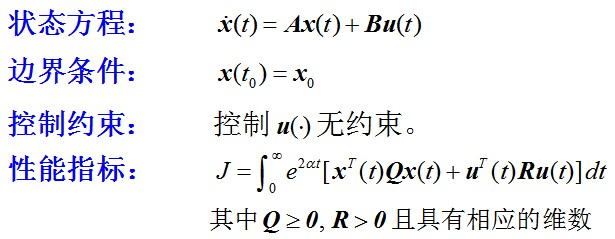 状态方程： ẋ(t) = Ax(t) + Bu(t)
边界条件： x(t₀) = x₀
控制约束： 控制 u(·) 无约束。
性能指标： J = ∫₀^∞ e^{2αt}[x^T(t)Qx(t) + u^T(t)Ru(t)]dt
其中 Q ≥ 0, R > 0 且具有相应的维数